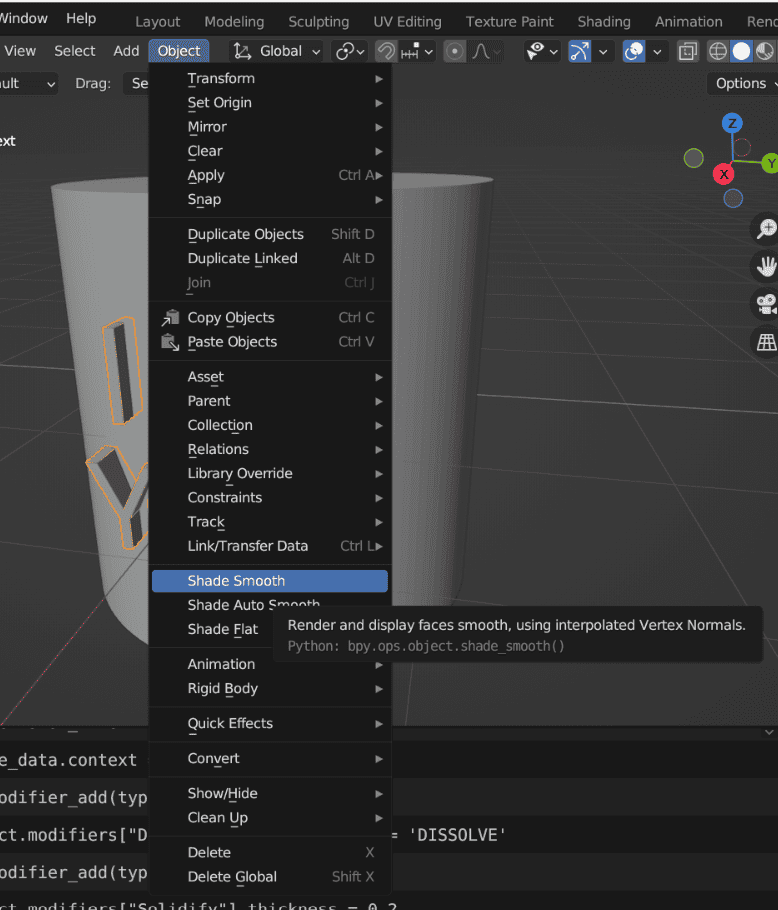 Window Help Layout Modeling Sculpting UV Editing Texture Paint Shading Animation
View Select Add Object Global
Drag: Options
Z
Y
X
Transform
Set Origin
Mirror
Clear
Apply Ctrl A
Snap
Duplicate Objects Shift D
Duplicate Linked Alt D
Join Ctrl J
Copy Objects Ctrl C
Paste Objects Ctrl V
Asset
Parent
Collection
Relations
Library Override
Constraints
Track
Link/Transfer Data Ctrl L
Shade Smooth
Shade Auto Smooth
Render and display faces smooth, using interpolated Vertex Normals.
Shade Flat
Python: bpy.ops.object.shade_smooth()
Animation
Rigid Body
Quick Effects
e_data.context
Convert
Show/Hide
odifier_add(typ
Clean Up
ct.modifiers["D = 'DISSOLVE'
Delete X
odifier_add(typ
Delete Global Shift X
ct.modifiers["Solidify"].thickness = 0.2